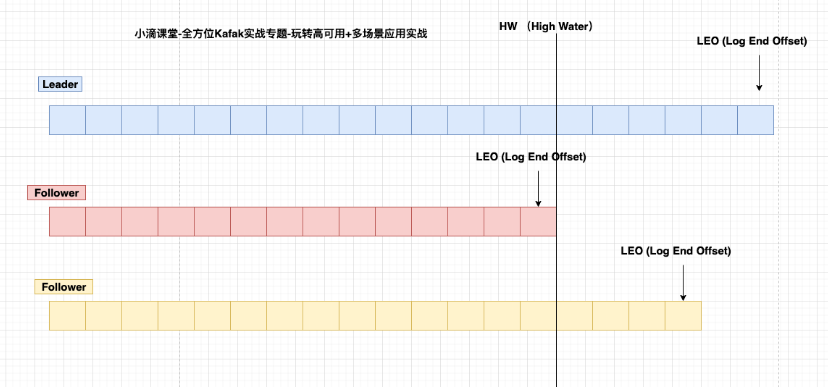 小滴课堂-全方位Kafak实战专题-玩转高可用+多场景应用实战
HW （High Water）
LEO (Log End Offset)
Leader
LEO (Log End Offset)
Follower
LEO (Log End Offset)
Follower